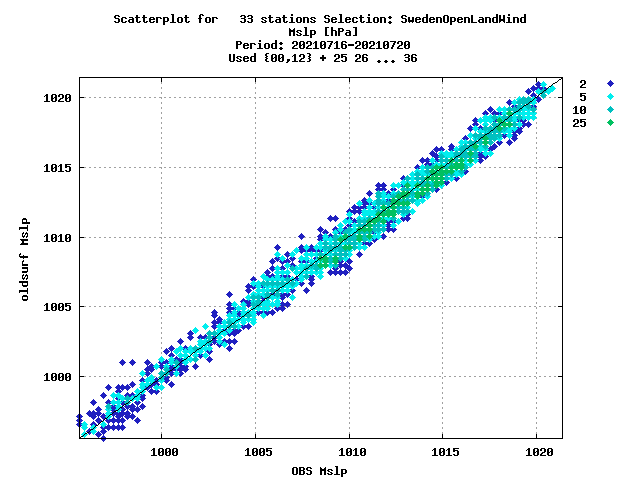 Scatterplot for   33 stations Selection: SwedenOpenLandWind
Mslp [hPa]
Period: 20210716-20210720
Used {00,12} + 25 26 ... 36
2
5
10
25
1020
1015
1010
1005
1000
oldsurf Mslp
1000 1005 1010 1015 1020
OBS Mslp